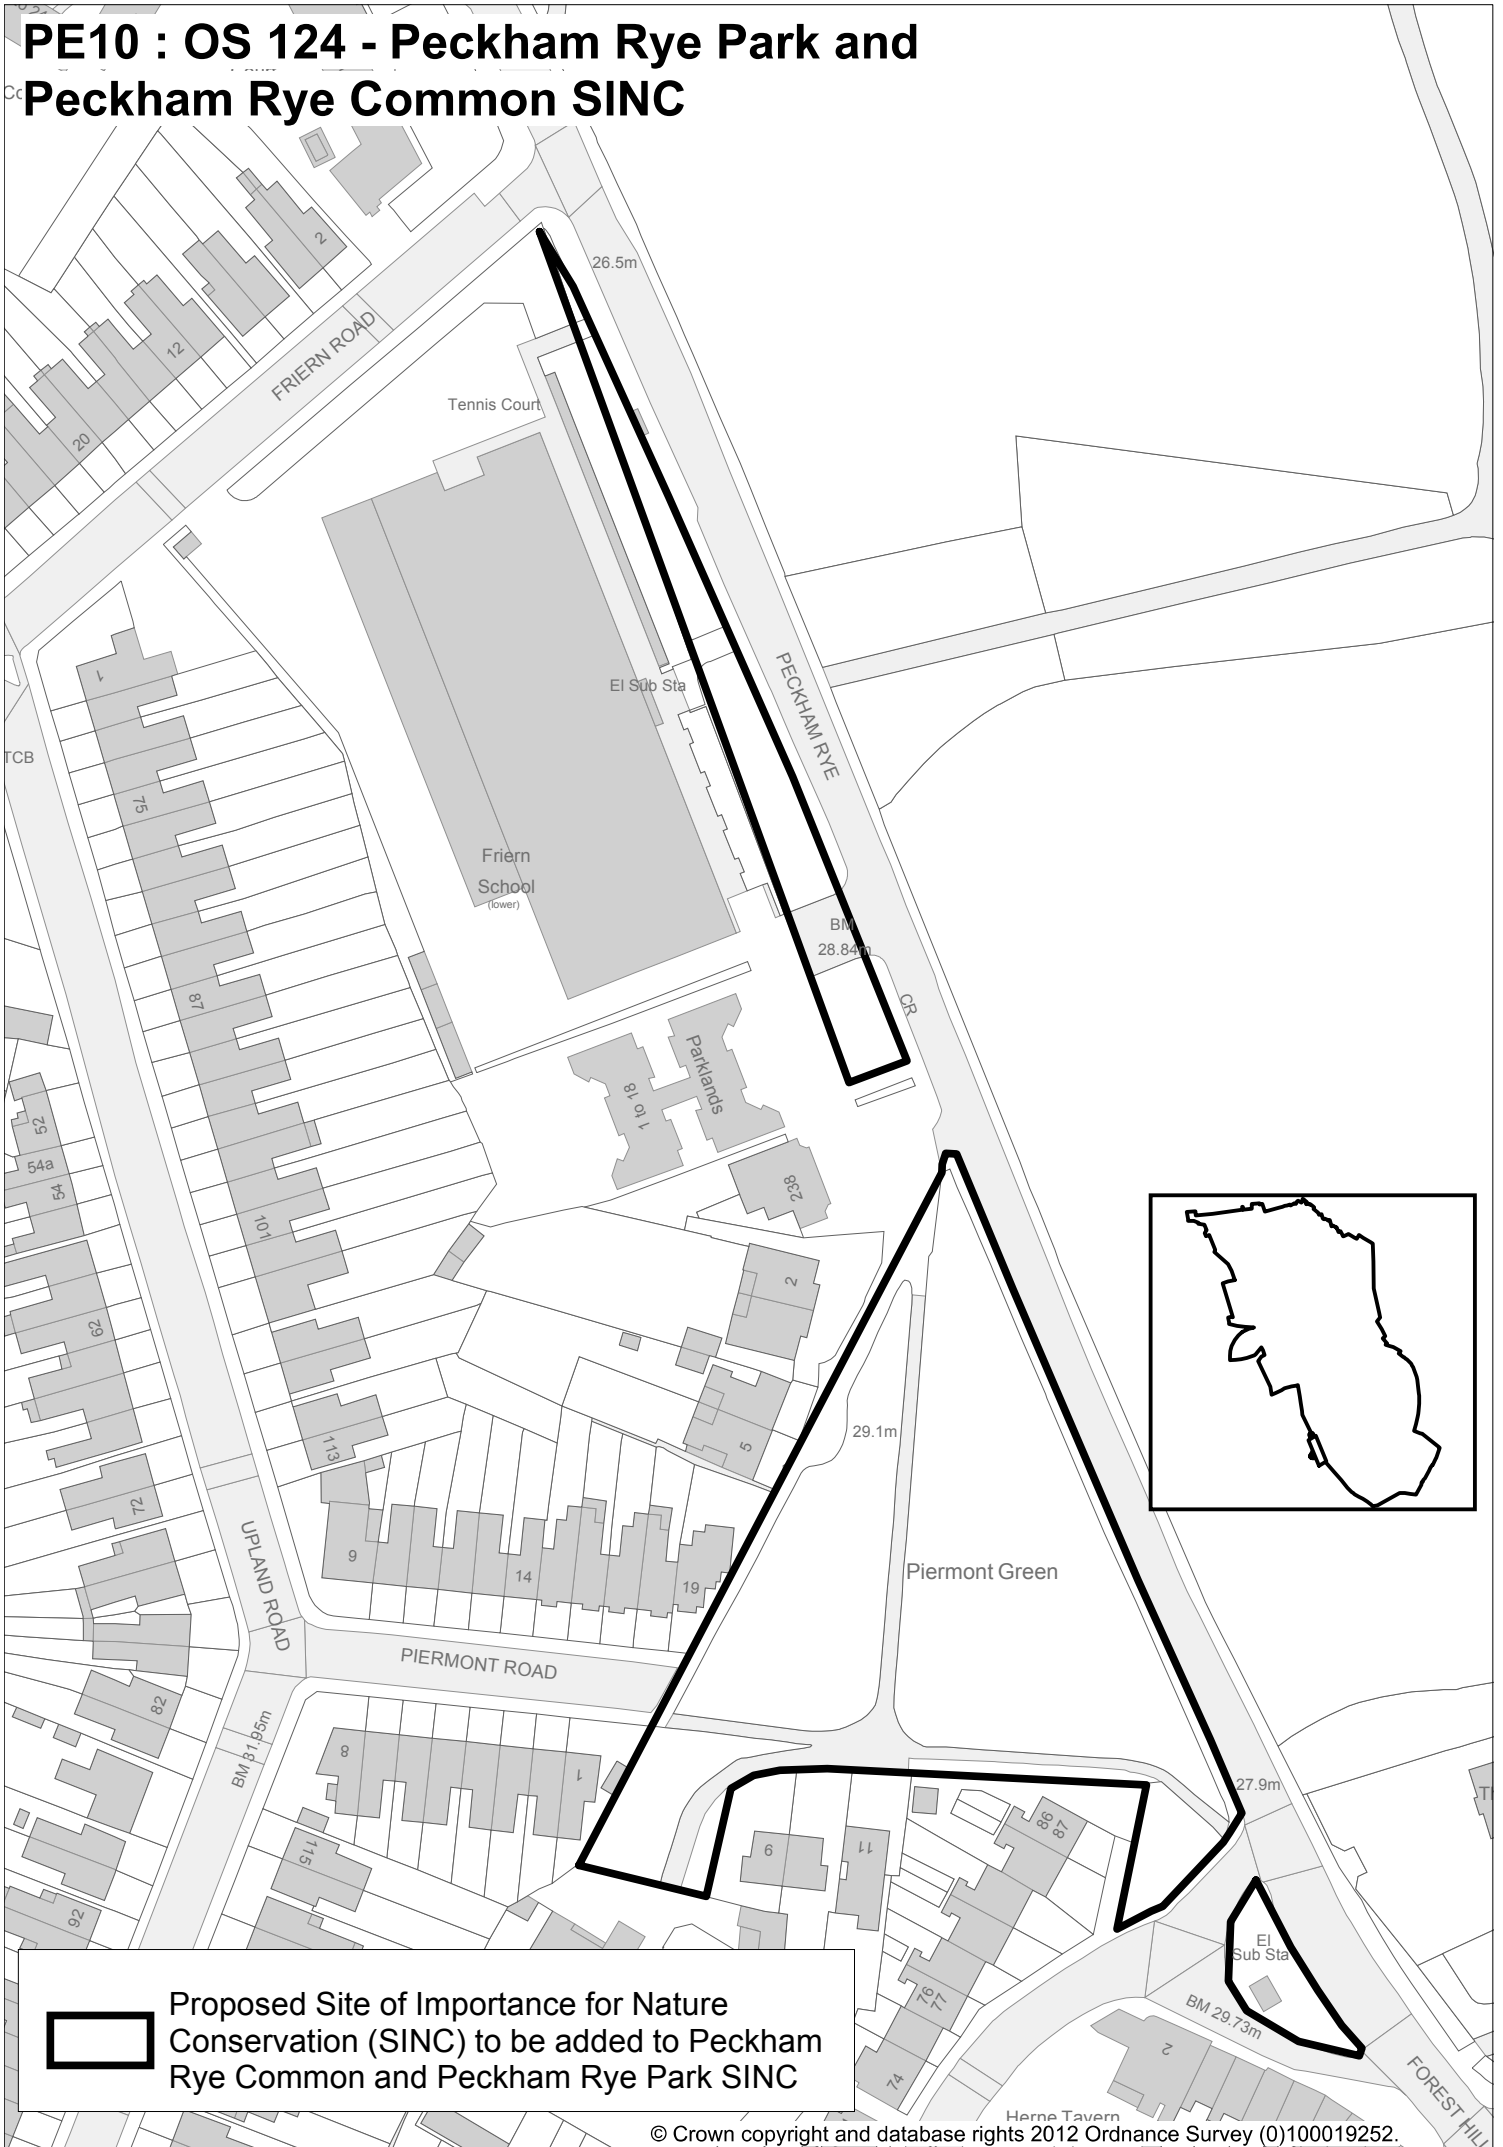 PE10 : OS 124 - Peckham Rye Park and
Peckham Rye Common SINC
2
26.5m
12
FRIERN ROAD
Tennis Court
20
1
El Sub Sta
PECKHAM RYE
TCB
75
Friern
School
(lower)
BM
28.84m
87
CR
Parklands
1 to 18
52
54a
54
238
101
2
62
29.1m
113
5
72
9
14
19
Piermont Green
UPLAND ROAD
PIERMONT ROAD
82
BM 31.95m
8
1
27.9m
86
87
115
9
11
92
El
Sub Sta
76
77
BM 29.73m
2
74
FOREST HILL
Herne Tavern
Proposed Site of Importance for Nature
Conservation (SINC) to be added to Peckham
Rye Common and Peckham Rye Park SINC
© Crown copyright and database rights 2012 Ordnance Survey (0)100019252.